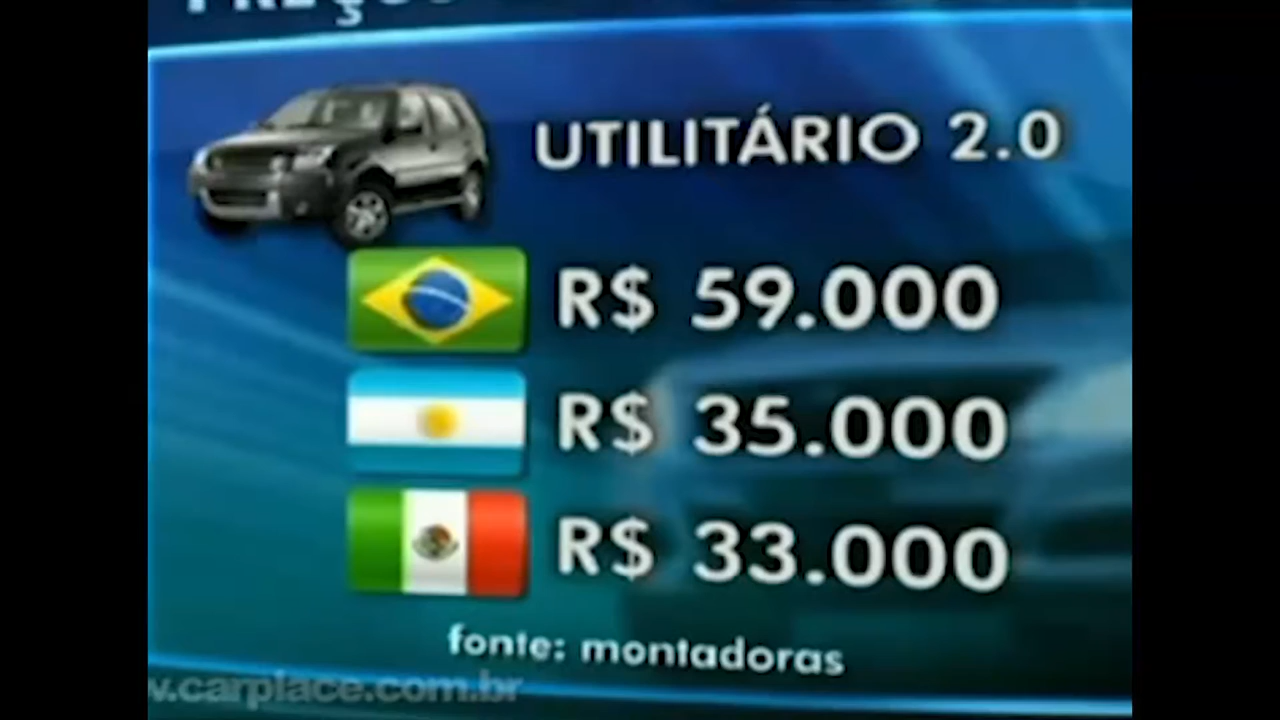 UTILITÁRIO 2.0
R$ 59.000
R$ 35.000
R$ 33.000
fonte: montadoras
.carplace.com.br